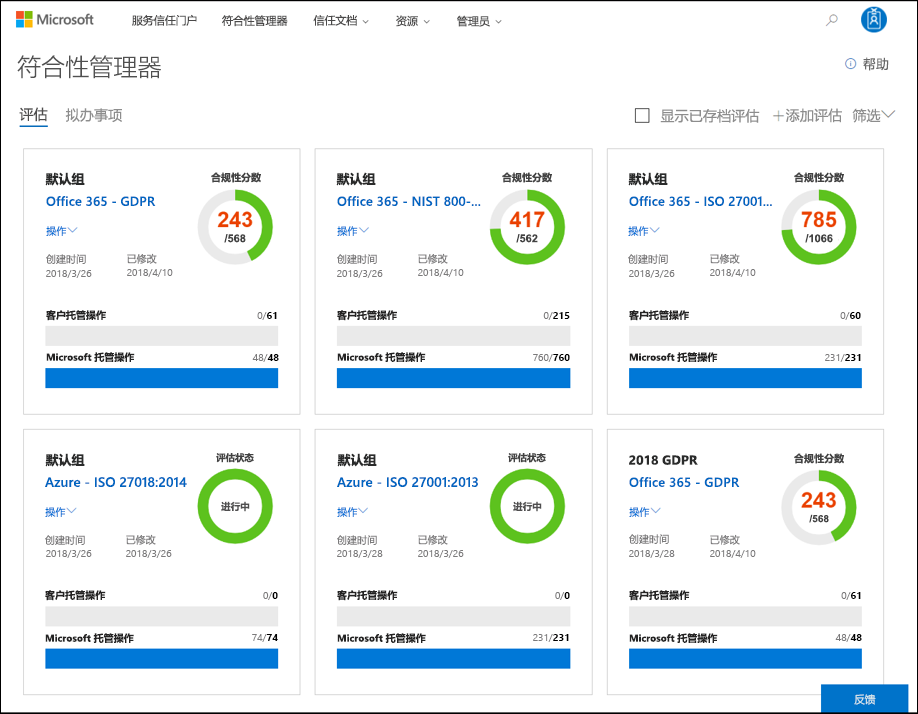 Microsoft 服务信任门户 符合性管理器 信任文档 资源 管理员
符合性管理器
帮助
评估 拟办事项
显示已存档评估 +添加评估 筛选
默认组 合规性分数
Office 365 - GDPR
243
/568
操作
创建时间 已修改
2018/3/26 2018/4/10
客户托管操作 0/61
Microsoft 托管操作 48/48
默认组 合规性分数
Office 365 - NIST 800-...
417
/562
操作
创建时间 已修改
2018/3/26 2018/4/10
客户托管操作 0/215
Microsoft 托管操作 760/760
默认组 合规性分数
Office 365 - ISO 27001...
785
/1066
操作
创建时间 已修改
2018/3/26 2018/4/10
客户托管操作 0/60
Microsoft 托管操作 231/231
默认组 评估状态
Azure - ISO 27018:2014
进行中
操作
创建时间 已修改
2018/3/26 2018/3/26
客户托管操作 0/0
Microsoft 托管操作 74/74
默认组 评估状态
Azure - ISO 27001:2013
进行中
操作
创建时间 已修改
2018/3/28 2018/3/26
客户托管操作 0/0
Microsoft 托管操作 231/231
2018 GDPR 合规性分数
Office 365 - GDPR
243
/568
操作
创建时间 已修改
2018/3/28 2018/4/10
客户托管操作 0/61
Microsoft 托管操作 48/48
反馈